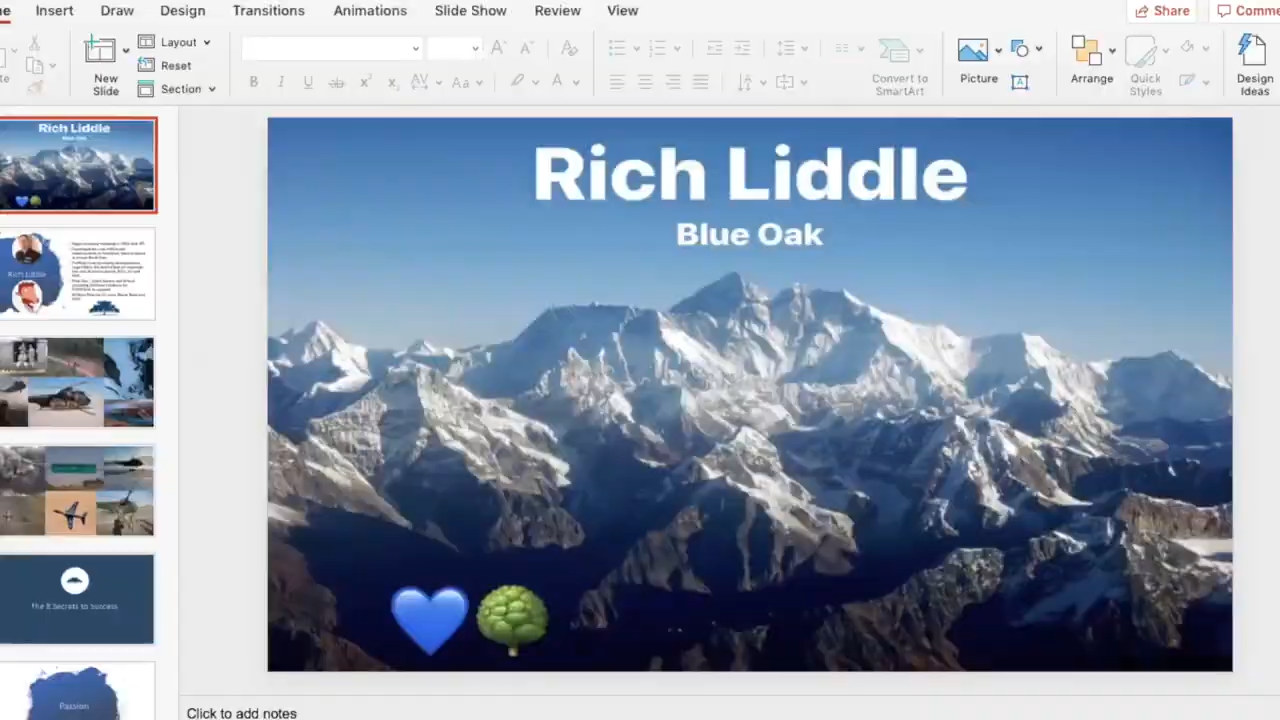 Insert Draw Design Transitions Animations Slide Show Review View Share
Layout
Reset
Section
New
Slide
Convert to
SmartArt
Picture
Arrange
Quick
Styles
Design
Ideas
Rich Liddle
Blue Oak
Rich Liddle
Blue Oak
Rich Liddle
The 8 Secrets to Success
Passion
Click to add notes